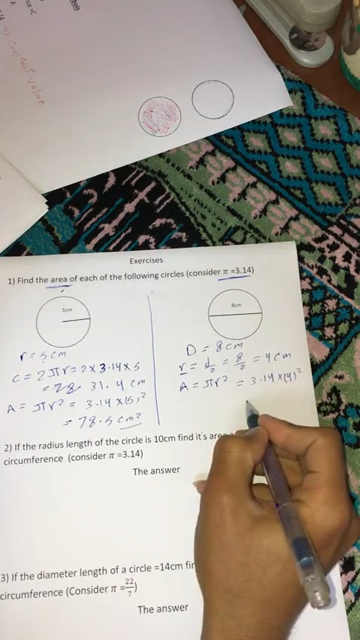 correct value
Exercises
1) Find the area of each of the following circles (consider π =3.14)
5cm
8cm
r = 5 cm
C = 2πr = 2 x 3.14 x 5
= 31.4 cm
A = πr² = 3.14 x (5)²
= 78.5 cm²
D = 8 cm
r = d/2 = 8/2 = 4 cm
A = πr² = 3.14 x (4)²
2) If the radius length of the circle is 10cm find it's area
circumference (consider π =3.14)
The answer
3) If the diameter length of a circle =14cm
circumference (Consider π =22/7)
The answer